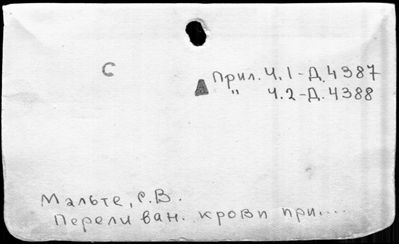 С
Прил. Ч.1-Д.4387
А " Ч.2-Д.4388
Мальте, С.В.
Перели ван. крови при....